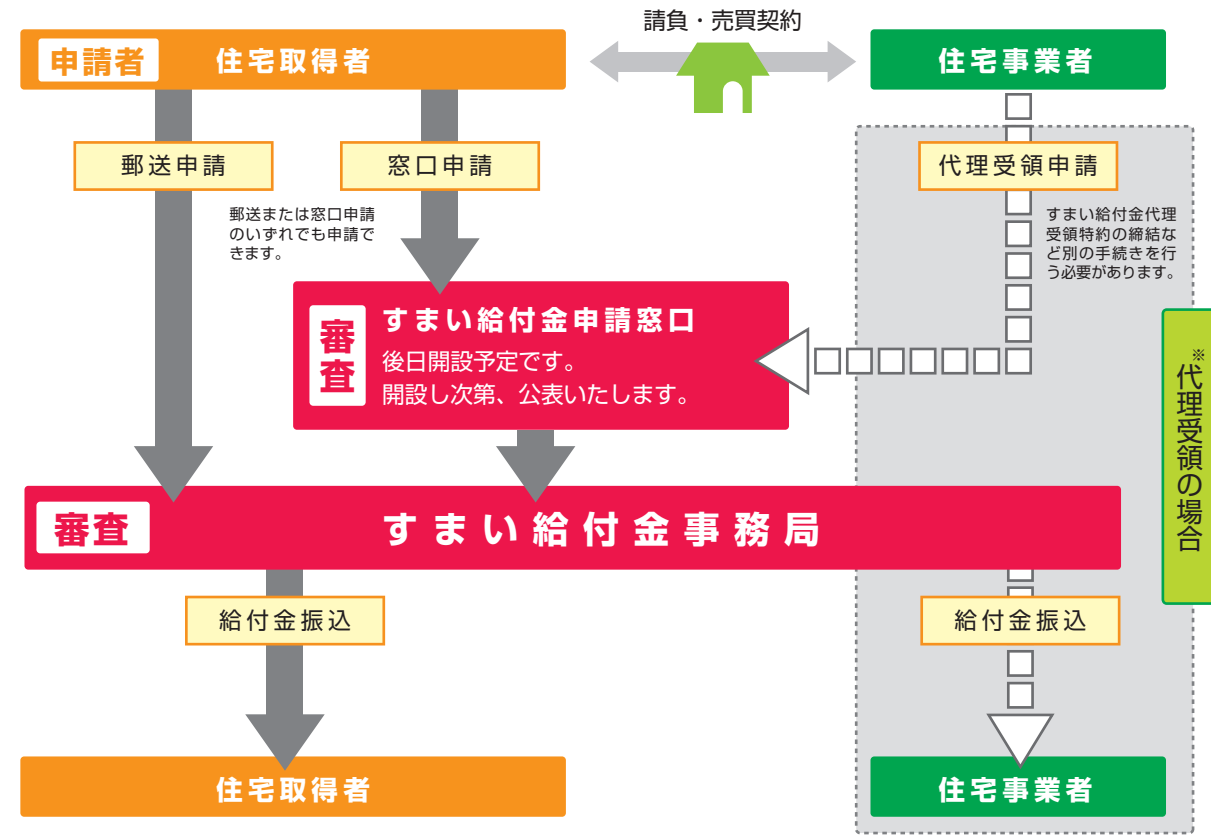 請負・売買契約
申請者 住宅取得者
住宅事業者
郵送申請
窓口申請
代理受領申請
郵送または窓口申請
のいずれでも申請で
きます。
すまい給付金代理
受領特約の締結な
ど別の手続きを行
う必要があります。
審査
すまい給付金申請窓口
後日開設予定です。
開設し次第、公表いたします。
※代理受領の場合
審査 すまい給付金事務局
給付金振込
給付金振込
住宅取得者
住宅事業者